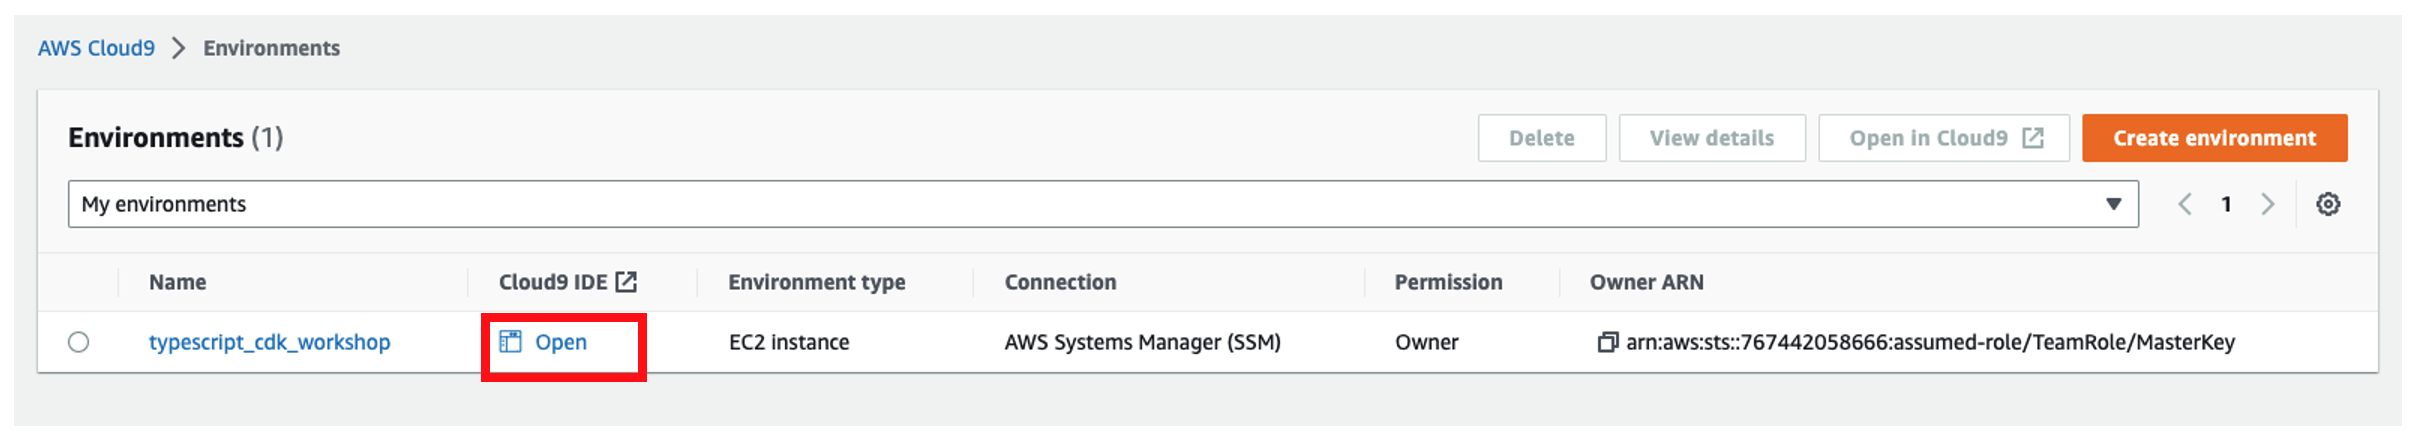 AWS Cloud9 > Environments
Environments (1)
Delete
View details
Open in Cloud9
Create environment
My environments
1
Name Cloud9 IDE Environment type Connection Permission Owner ARN
typescript_cdk_workshop Open EC2 instance AWS Systems Manager (SSM) Owner arn:aws:sts::767442058666:assumed-role/TeamRole/MasterKey